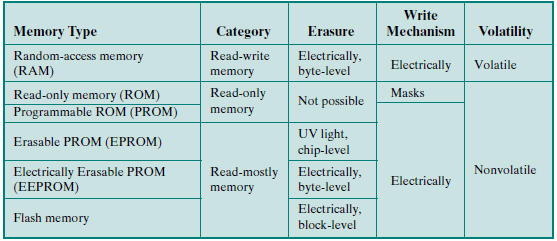 Memory Type Category Erasure Write Mechanism Volatility
Random-access memory (RAM) Read-write memory Electrically, byte-level Electrically Volatile
Read-only memory (ROM) Read-only memory Not possible Masks Nonvolatile
Programmable ROM (PROM) Electrically
Erasable PROM (EPROM) Read-mostly memory UV light, chip-level
Electrically Erasable PROM (EEPROM) Electrically, byte-level
Flash memory Electrically, block-level